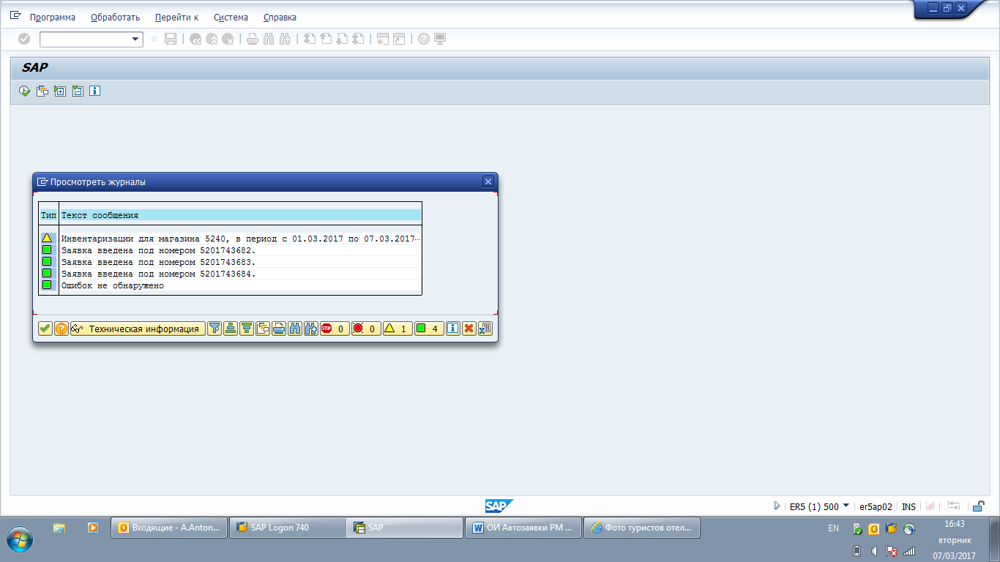 Программа Обработать Перейти к Система Справка
SAP
Просмотреть журналы
Тип Текст сообщения
Инвентаризации для магазина 5240, в период с 01.03.2017 по 07.03.2017...
Заявка введена под номером 5201743682.
Заявка введена под номером 5201743683.
Заявка введена под номером 5201743684.
Ошибок не обнаружено
Техническая информация STOP 0 0 1 4
SAP
ER5 (1) 500 er5ap02 INS
Входящие - A.Anton... SAP Logon 740 SAP ОИ Автозаявки РМ ... Фото туристов отел... EN
16:43
вторник
07/03/2017